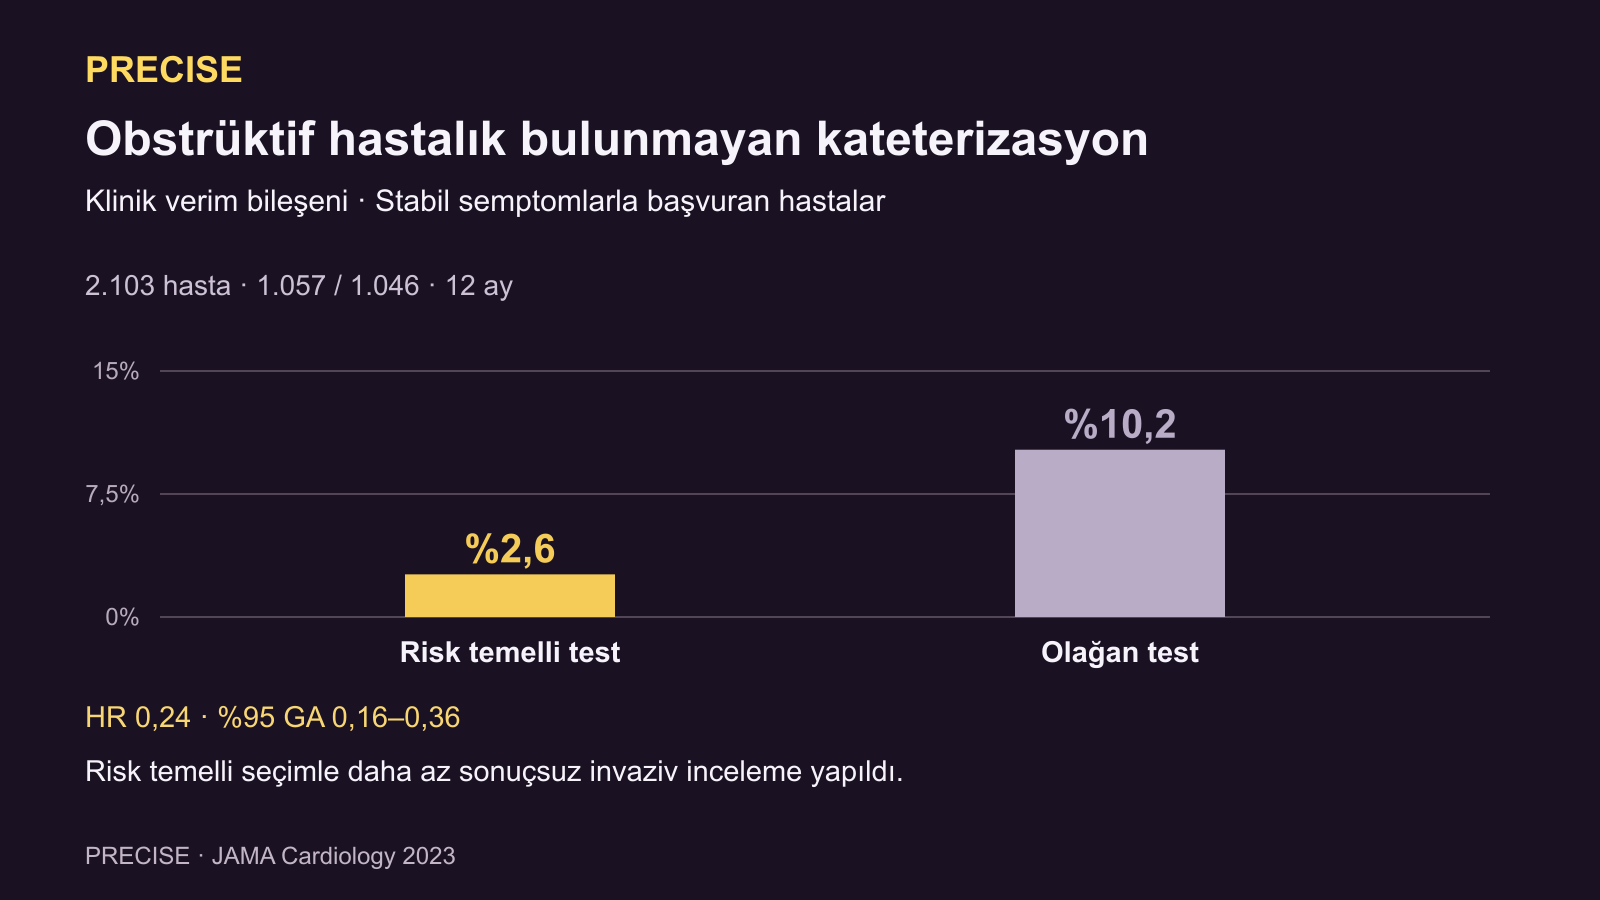 PRECISE
Obstrüktif hastalık bulunmayan kateterizasyon
Klinik verim bileşeni · Stabil semptomlarla başvuran hastalar
2.103 hasta · 1.057 / 1.046 · 12 ay
15%
%10,2
7,5%
%2,6
0%
Risk temelli test
Olağan test
HR 0,24 · %95 GA 0,16–0,36
Risk temelli seçimle daha az sonuçsuz invaziv inceleme yapıldı.
PRECISE · JAMA Cardiology 2023